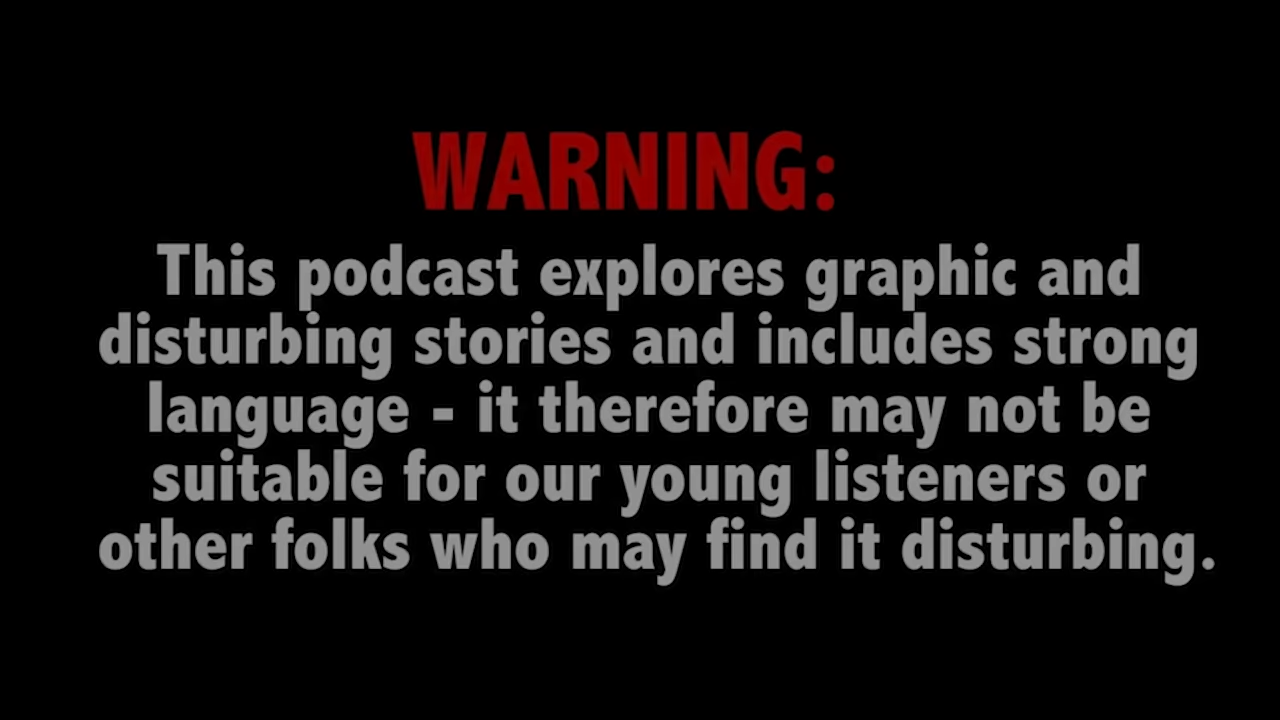 WARNING:
This podcast explores graphic and
disturbing stories and includes strong
language - it therefore may not be
suitable for our young listeners or
other folks who may find it disturbing.